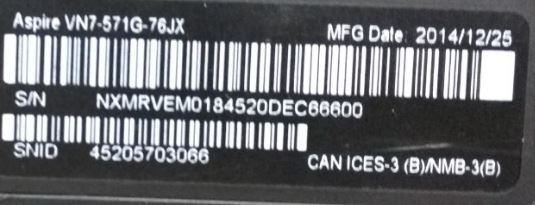 Aspire VN7-571G-76JX
MFG Date: 2014/12/25
S/N NXMRVEM0184520DEC66600
SNID 45205703066
CAN ICES-3 (B)/NMB-3(B)